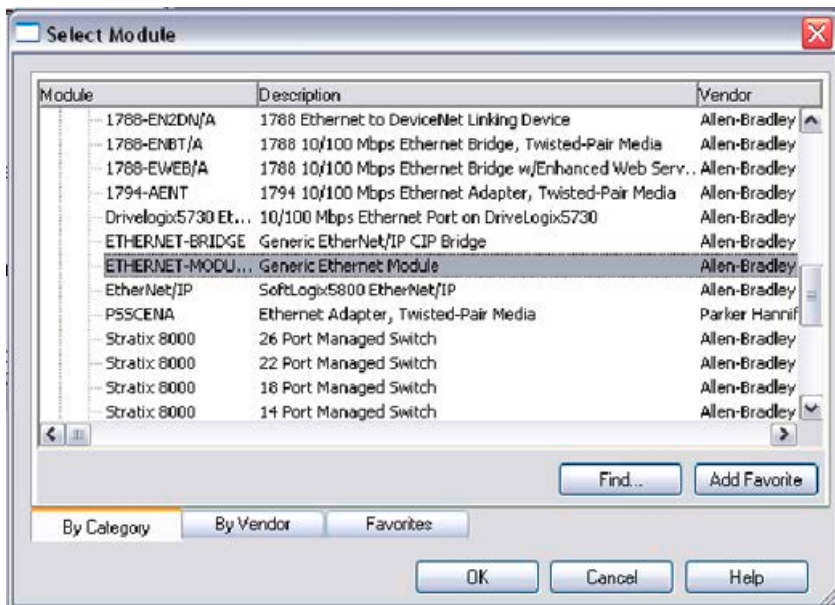 Select Module
Module Description Vendor
1788-EN2DN/A 1788 Ethernet to DeviceNet Linking Device Allen-Bradley
1788-ENBT/A 1788 10/100 Mbps Ethernet Bridge, Twisted-Pair Media Allen-Bradley
1788-EWEB/A 1788 10/100 Mbps Ethernet Bridge w/Enhanced Web Serv.. Allen-Bradley
1794-AENT 1794 10/100 Mbps Ethernet Adapter, Twisted-Pair Media Allen-Bradley
Drivelogix5730 Et... 10/100 Mbps Ethernet Port on DriveLogix5730 Allen-Bradley
ETHERNET-BRIDGE Generic EtherNet/IP CIP Bridge Allen-Bradley
ETHERNET-MODU... Generic Ethernet Module Allen-Bradley
EtherNet/IP SoftLogix5800 EtherNet/IP Allen-Bradley
PSSCENA Ethernet Adapter, Twisted-Pair Media Parker Hannif
Stratix 8000 26 Port Managed Switch Allen-Bradley
Stratix 8000 22 Port Managed Switch Allen-Bradley
Stratix 8000 18 Port Managed Switch Allen-Bradley
Stratix 8000 14 Port Managed Switch Allen-Bradley
Find... Add Favorite
By Category By Vendor Favorites
OK Cancel Help